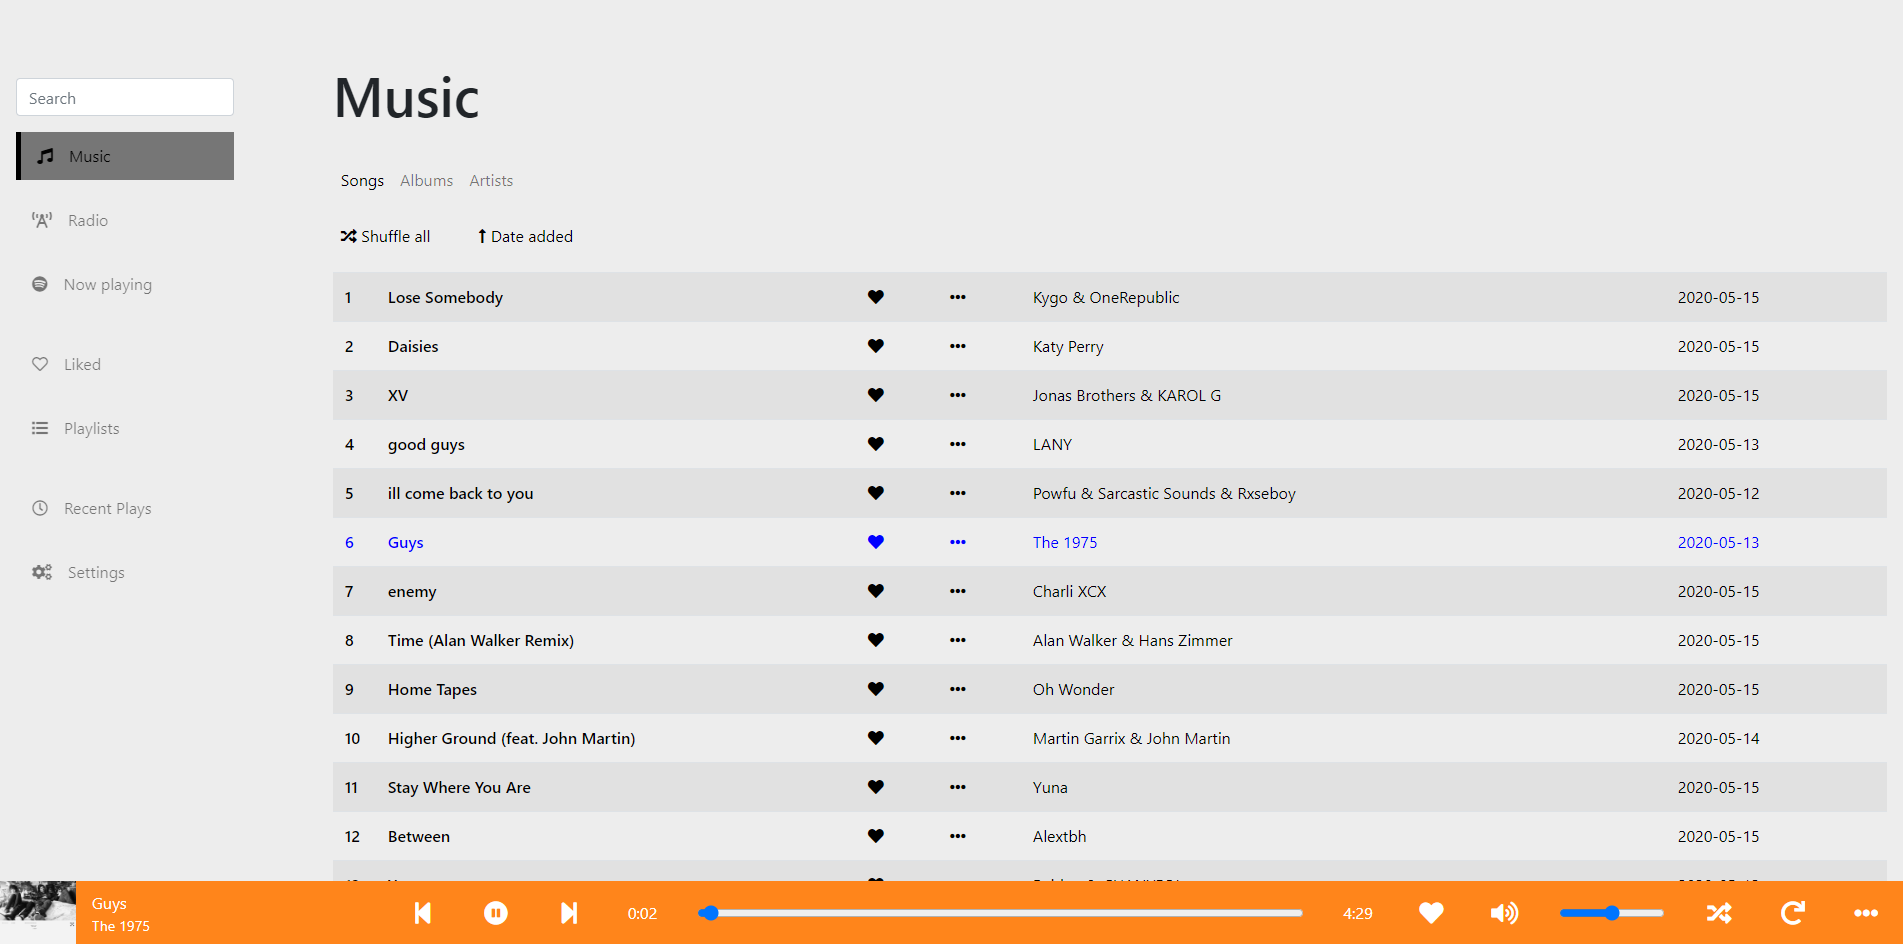 Search
Music
Radio
Now playing
Liked
Playlists
Recent Plays
Settings
Music
Songs Albums Artists
Shuffle all Date added
1 Lose Somebody Kygo & OneRepublic 2020-05-15
2 Daisies Katy Perry 2020-05-15
3 XV Jonas Brothers & KAROL G 2020-05-15
4 good guys LANY 2020-05-13
5 ill come back to you Powfu & Sarcastic Sounds & Rxseboy 2020-05-12
6 Guys The 1975 2020-05-13
7 enemy Charli XCX 2020-05-15
8 Time (Alan Walker Remix) Alan Walker & Hans Zimmer 2020-05-15
9 Home Tapes Oh Wonder 2020-05-15
10 Higher Ground (feat. John Martin) Martin Garrix & John Martin 2020-05-14
11 Stay Where You Are Yuna 2020-05-15
12 Between Alextbh 2020-05-15
Guys
The 1975
0:02 4:29